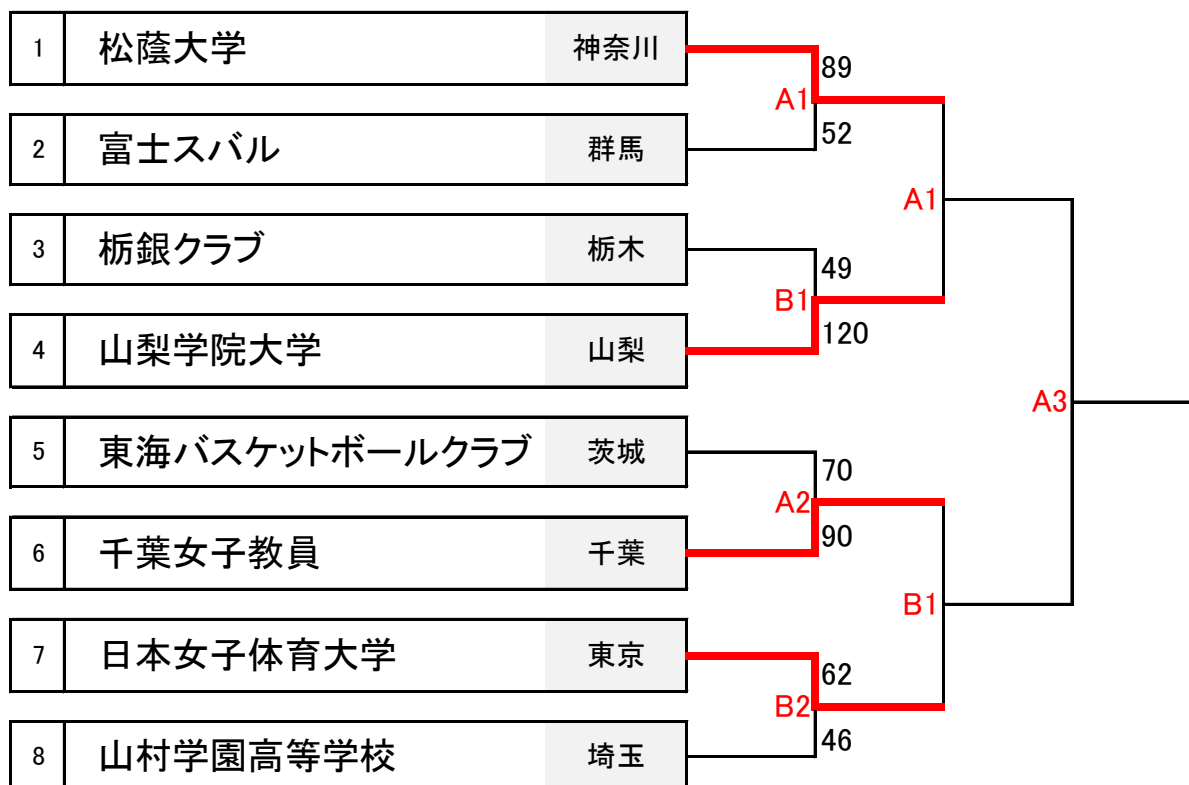 1 松蔭大学 神奈川
89
A1
2 富士スバル 群馬
52
A1
3 栃銀クラブ 栃木
49
B1
4 山梨学院大学 山梨
120
A3
5 東海バスケットボールクラブ 茨城
70
A2
6 千葉女子教員 千葉
90
B1
7 日本女子体育大学 東京
62
B2
8 山村学園高等学校 埼玉
46